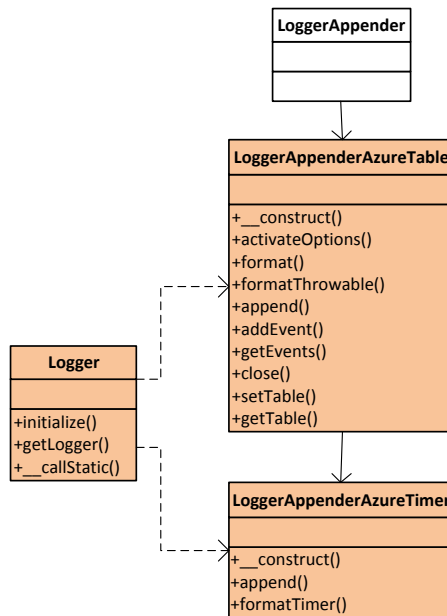 LoggerAppender
LoggerAppenderAzureTable
+__construct()
+activateOptions()
+format()
+formatThrowable()
+append()
+addEvent()
+getEvents()
+close()
+setTable()
+getTable()
Logger
+initialize()
+getLogger()
+__callStatic()
LoggerAppenderAzureTimer
+__construct()
+append()
+formatTimer()